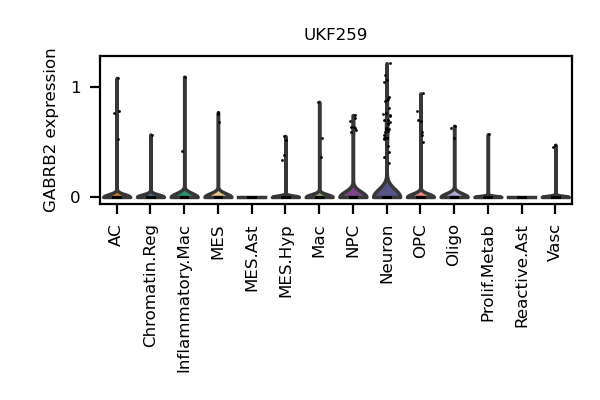 UKF259
GABRB2 expression
1
0
AC
Chromatin.Reg
Inflammatory.Mac
MES
MES.Ast
MES.Hyp
Mac
NPC
Neuron
OPC
Oligo
Prolif.Metab
Reactive.Ast
Vasc